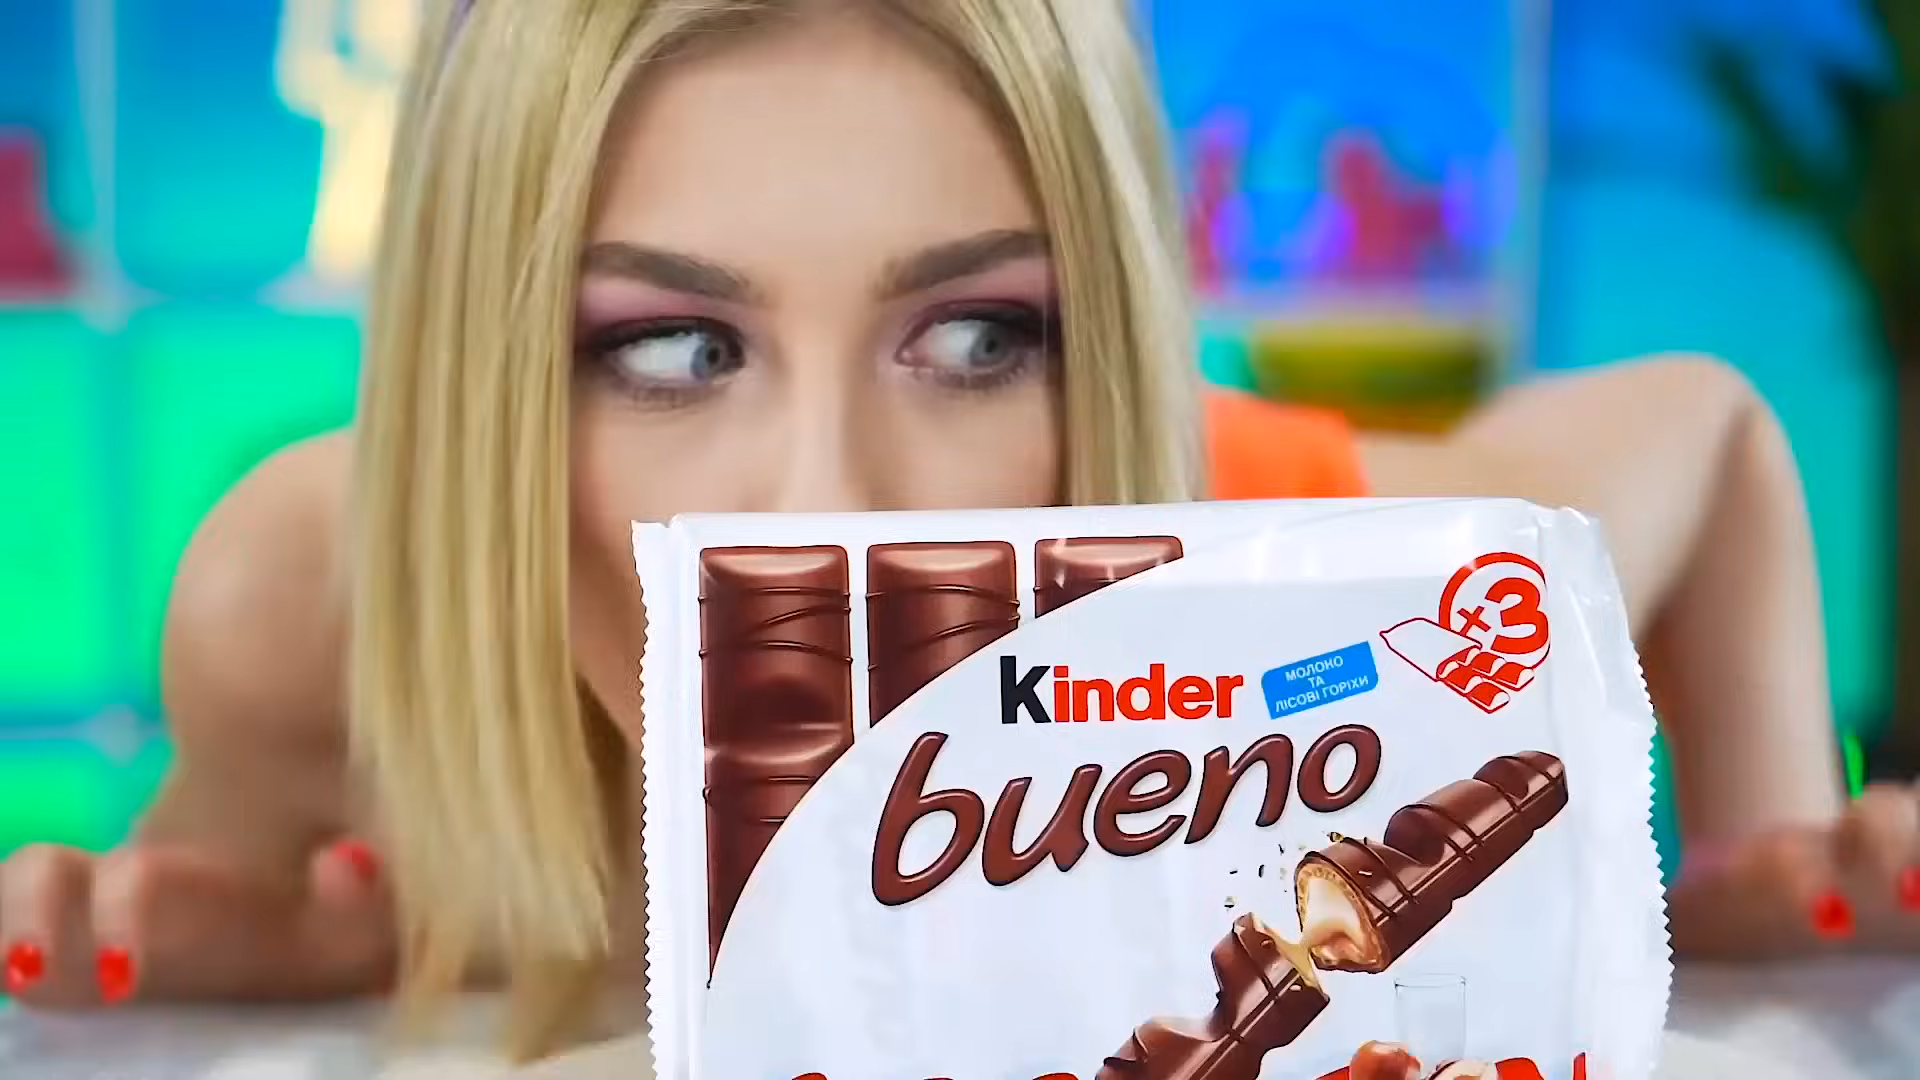 Kinder
bueno
МОЛОКО
ТА
ЛІСОВІ ГОРІХИ
×3